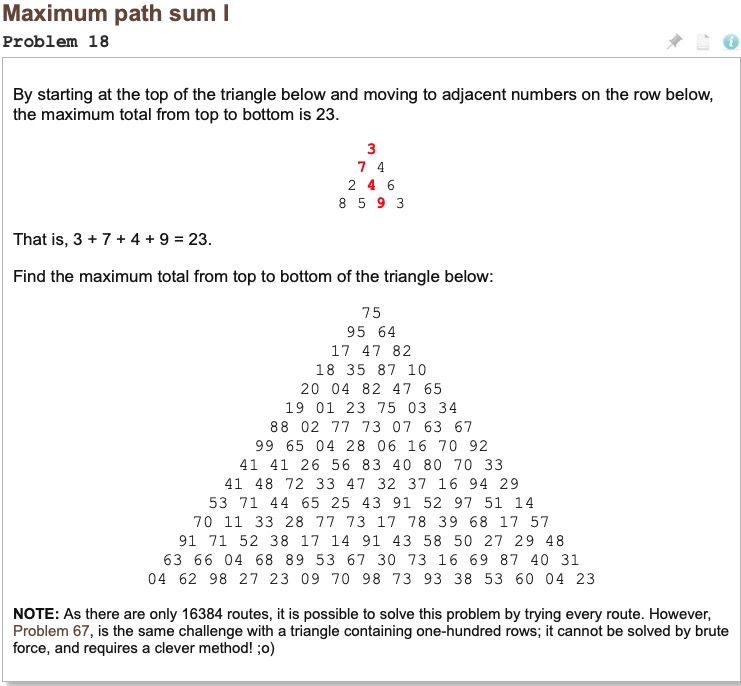 Maximum path sum I
Problem 18
By starting at the top of the triangle below and moving to adjacent numbers on the row below,
the maximum total from top to bottom is 23.
3
7 4
2 4 6
8 5 9 3
That is, 3 + 7 + 4 + 9 = 23.
Find the maximum total from top to bottom of the triangle below:
75
95 64
17 47 82
18 35 87 10
20 04 82 47 65
19 01 23 75 03 34
88 02 77 73 07 63 67
99 65 04 28 06 16 70 92
41 41 26 56 83 40 80 70 33
41 48 72 33 47 32 37 16 94 29
53 71 44 65 25 43 91 52 97 51 14
70 11 33 28 77 73 17 78 39 68 17 57
91 71 52 38 17 14 91 43 58 50 27 29 48
63 66 04 68 89 53 67 30 73 16 69 87 40 31
04 62 98 27 23 09 70 98 73 93 38 53 60 04 23
NOTE: As there are only 16384 routes, it is possible to solve this problem by trying every route. However,
Problem 67, is the same challenge with a triangle containing one-hundred rows; it cannot be solved by brute
force, and requires a clever method! ;o)